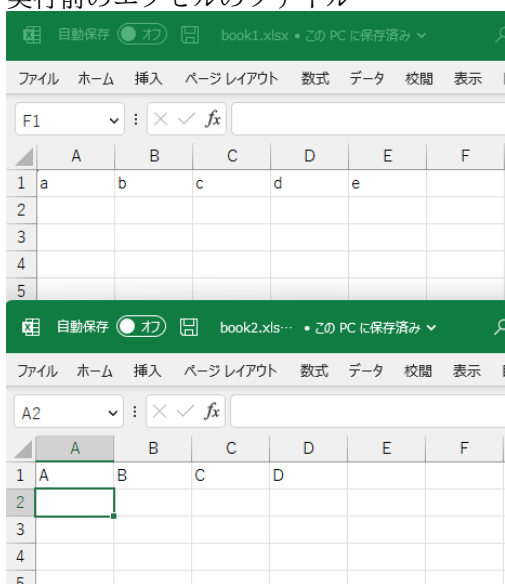 実行前のエクセルのファイル
自動保存 オフ book1.xlsx • この PC に保存済み
ファイル ホーム 挿入 ページ レイアウト 数式 データ 校閲 表示
F1 fx
A B C D E F
1 a b c d e
2
3
4
5
自動保存 オフ book2.xls… • この PC に保存済み
ファイル ホーム 挿入 ページ レイアウト 数式 データ 校閲 表示
A2 fx
A B C D E F
1 A B C D
2
3
4
5